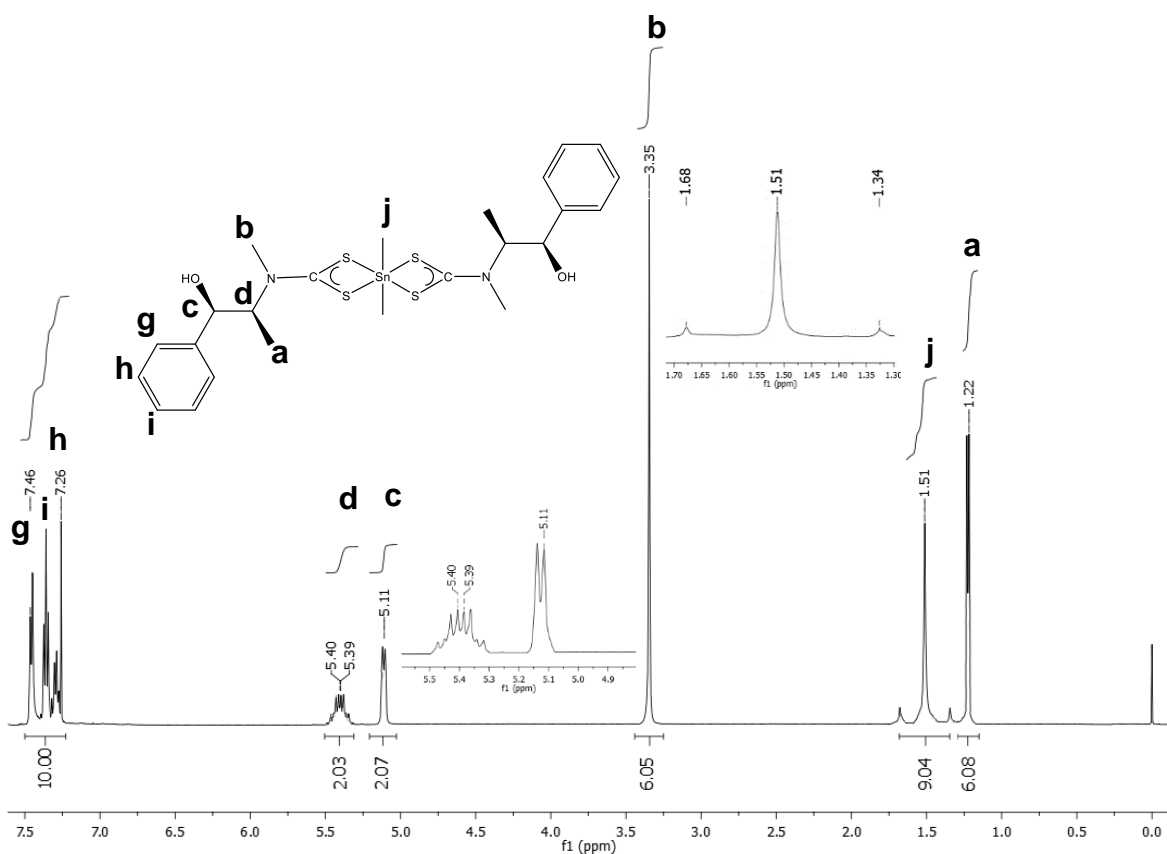 b
3.35
1.68
1.51
1.34
j
b
HO
N
C
S
S
Sn
S
S
C
N
OH
c
d
a
g
h
i
1.70 1.65 1.60 1.55 1.50 1.45 1.40 1.35 1.30
f1 (ppm)
a
j
1.22
1.51
h
7.46
7.26
g
i
d
c
5.40
5.39
5.11
5.40
5.39
5.11
5.5 5.4 5.3 5.2 5.1 5.0 4.9
f1 (ppm)
10.00
2.03
2.07
6.05
9.04
6.08
7.5 7.0 6.5 6.0 5.5 5.0 4.5 4.0 3.5 3.0 2.5 2.0 1.5 1.0 0.5 0.0
f1 (ppm)